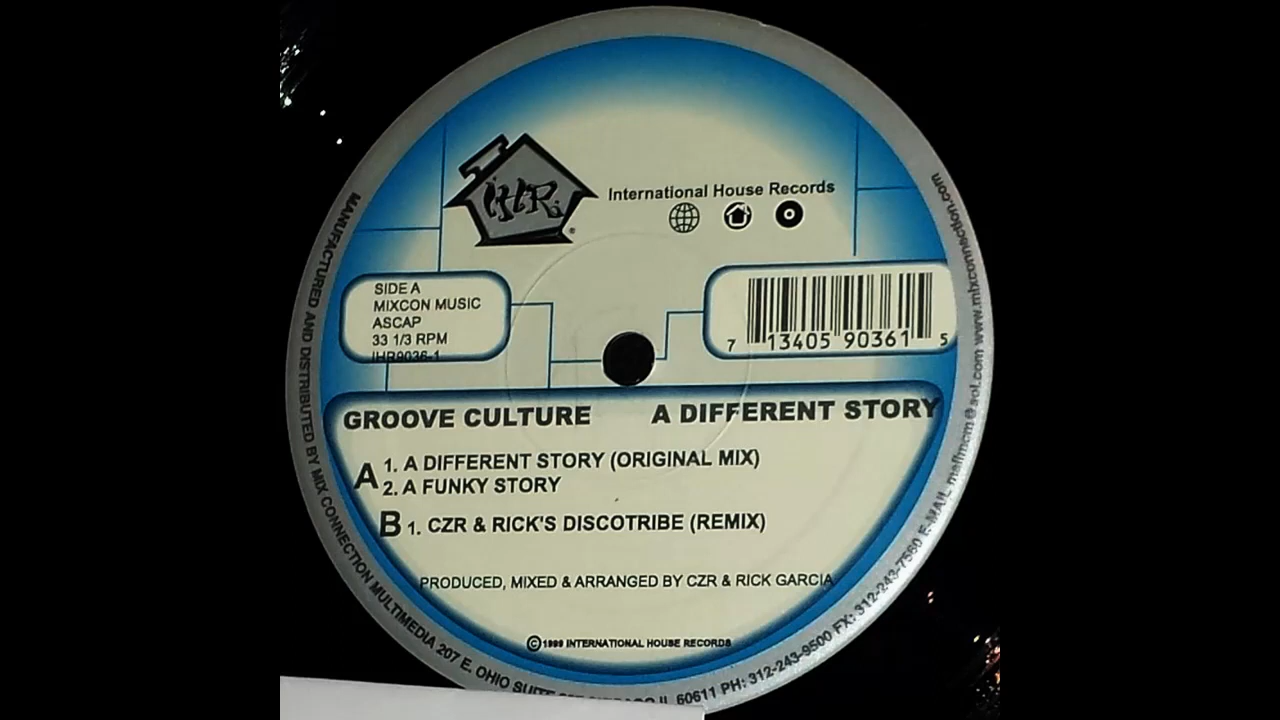 IHR
International House Records
SIDE A
MIXCON MUSIC
ASCAP
33 1/3 RPM
IHR9036-1
7 13405 90361 5
GROOVE CULTURE A DIFFERENT STORY
A 1. A DIFFERENT STORY (ORIGINAL MIX)
2. A FUNKY STORY
B 1. CZR & RICK'S DISCOTRIBE (REMIX)
PRODUCED, MIXED & ARRANGED BY CZR & RICK GARCIA
© 1999 INTERNATIONAL HOUSE RECORDS
MANUFACTURED AND DISTRIBUTED BY MIX CONNECTION MULTIMEDIA 207 E. OHIO IL 60611 PH: 312-243-9500 FX: 312-243-7560 E-MAIL www.mixconnection.com